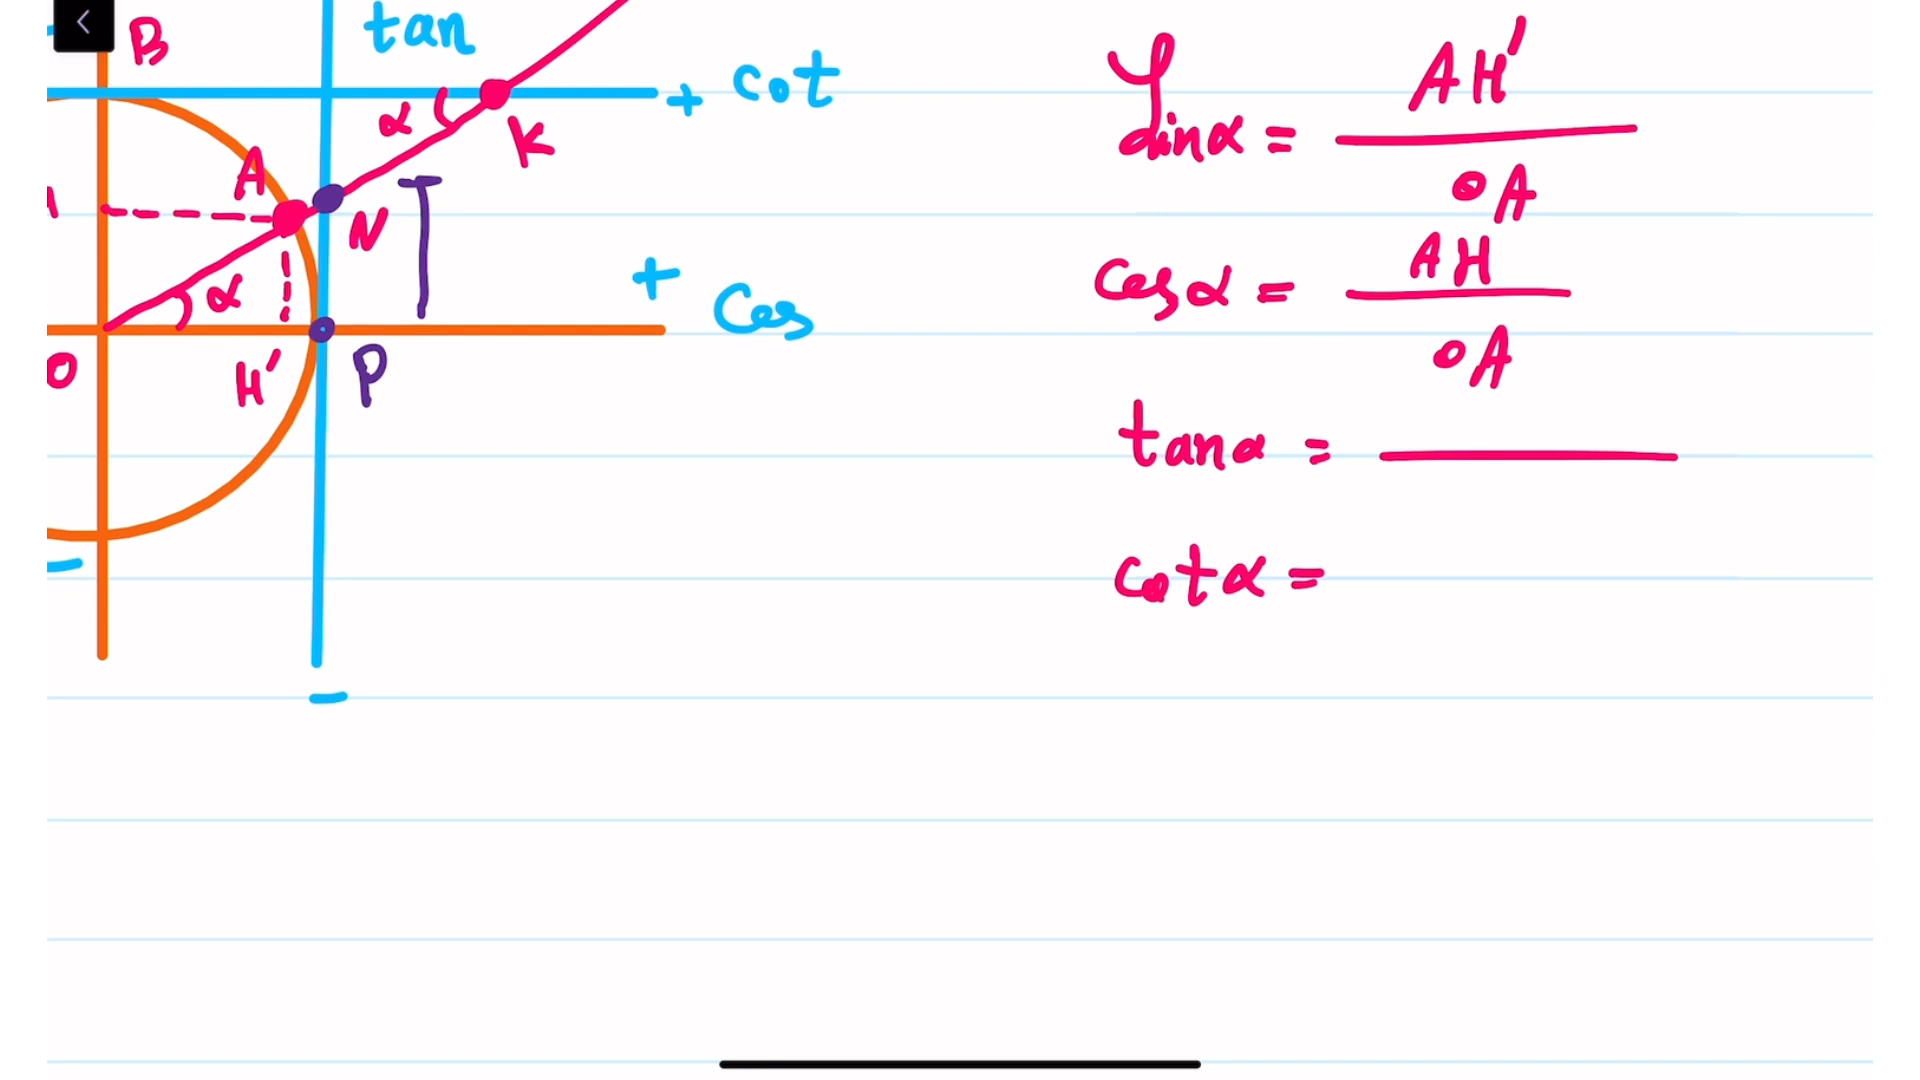 B
tan
+ cot
α
K
A
N
α
+ Cos
O
H'
P
sinα = AH' / OA
Cosα = AH / OA
tanα =
Cotα =